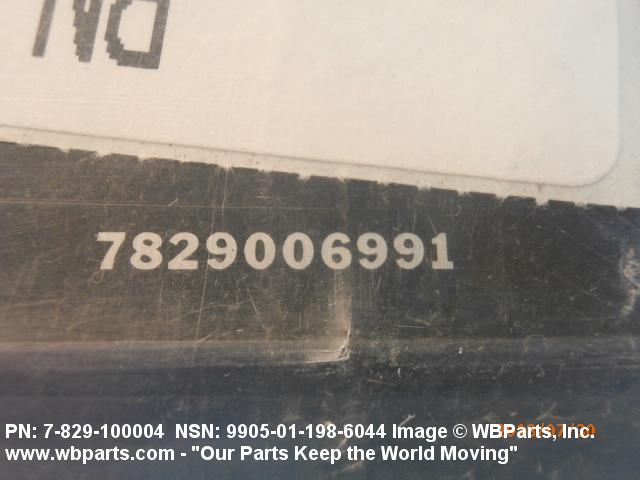 PN
7829006991
PN: 7-829-100004 NSN: 9905-01-198-6044 Image © WBParts, Inc.
www.wbparts.com - "Our Parts Keep the World Moving"